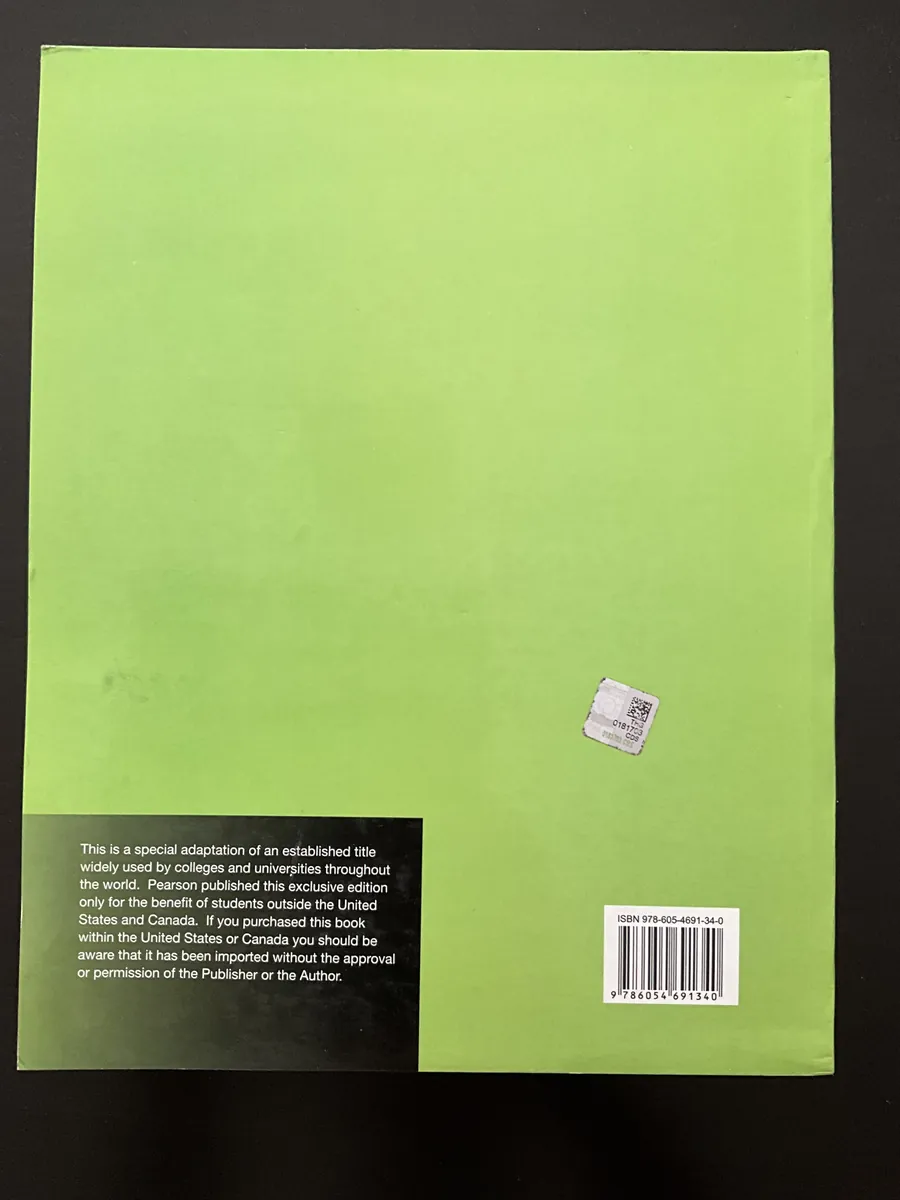 THS
0181703
CDS
This is a special adaptation of an established title
widely used by colleges and universities throughout
the world. Pearson published this exclusive edition
only for the benefit of students outside the United
States and Canada. If you purchased this book
within the United States or Canada you should be
aware that it has been imported without the approval
or permission of the Publisher or the Author.
ISBN 978-605-4691-34-0
9 786054 691340